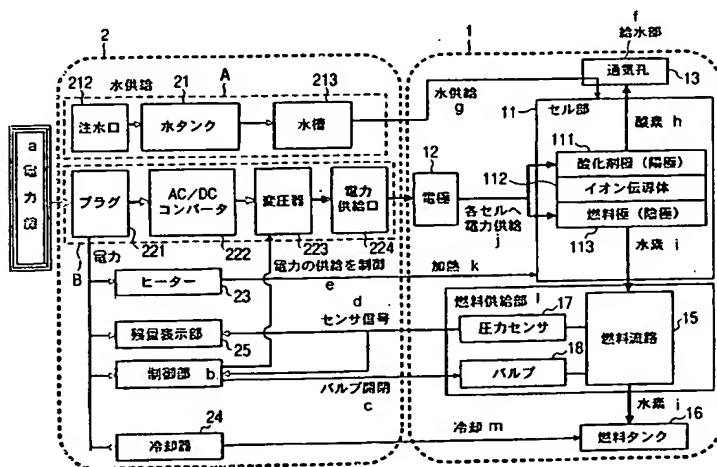 f
給水部
1
2
通気孔
13
212
水供給
21
A
213
水供給
g
11
セル部
酸素 h
注水口
水タンク
水槽
a
電力源
111
酸化剤極（陽極）
12
112
電極
イオン伝導体
プラグ
AC/DC
コンバータ
変圧器
電力
供給口
燃料極（陰極）
各セルへ
電力供給
j
113
221
222
223
224
B
電力
電力の供給を制御
e
加熱 k
水素 i
ヒーター
23
d
センサ信号
燃料供給部 l
17
15
残量表示部
25
圧力センサ
燃料流路
18
制御部 b
バルブ
バルブ開閉
c
水素 i
16
24
冷却器
冷却 m
燃料タンク